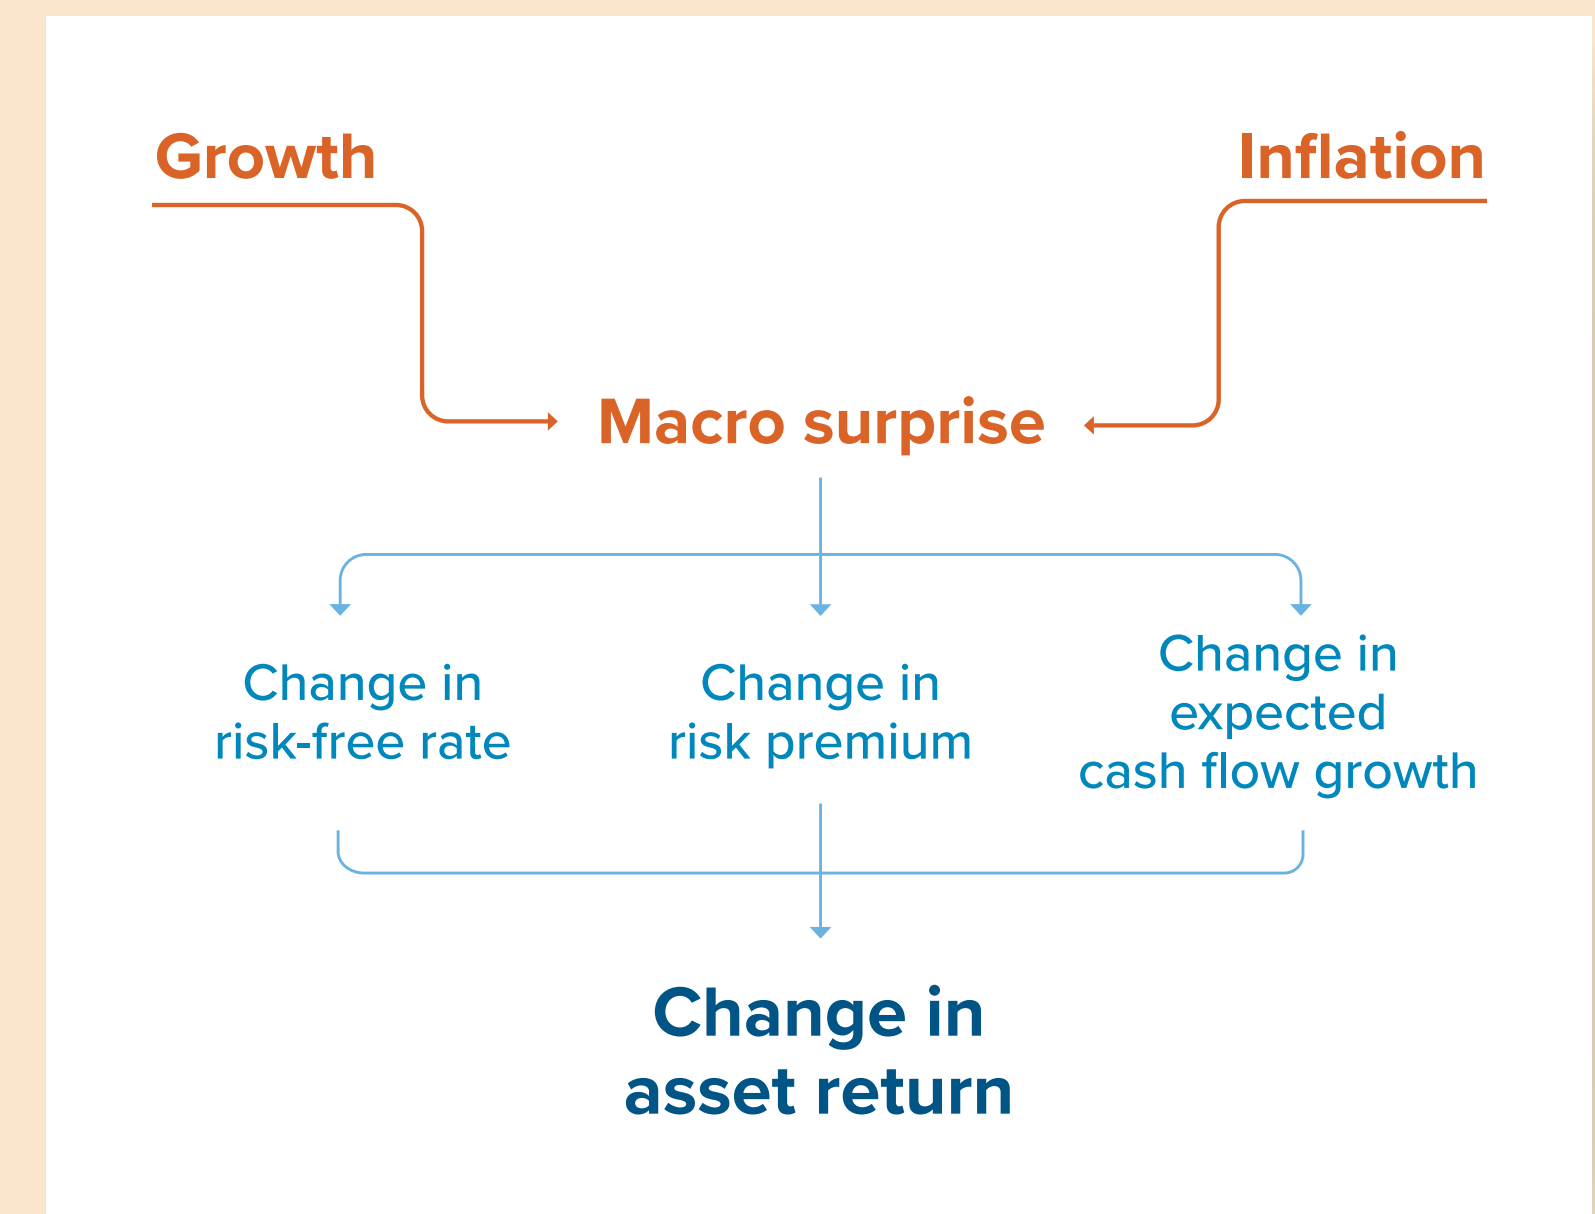 Growth
Inflation
Macro surprise
Change in
risk-free rate
Change in
risk premium
Change in
expected
cash flow growth
Change in
asset return